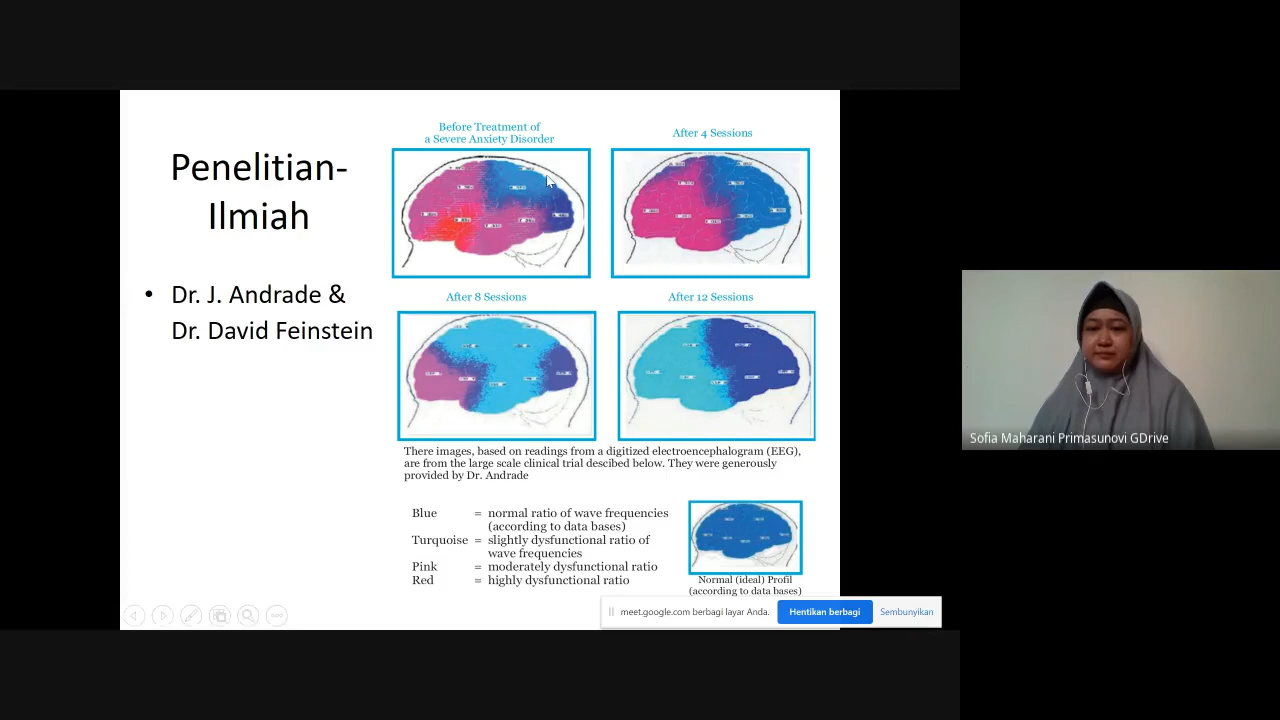 Penelitian-
Ilmiah
• Dr. J. Andrade &
Dr. David Feinstein
Before Treatment of
a Severe Anxiety Disorder
After 4 Sessions
After 8 Sessions
After 12 Sessions
There images, based on readings from a digitized electroencephalogram (EEG),
are from the large scale clinical trial descibed below. They were generously
provided by Dr. Andrade
Blue = normal ratio of wave frequencies
(according to data bases)
Turquoise = slightly dysfunctional ratio of
wave frequencies
Pink = moderately dysfunctional ratio
Red = highly dysfunctional ratio
Normal (ideal) Profil
(according to data bases)
meet.google.com berbagi layar Anda.
Hentikan berbagi
Sembunyikan
Sofia Maharani Primasunovi GDrive